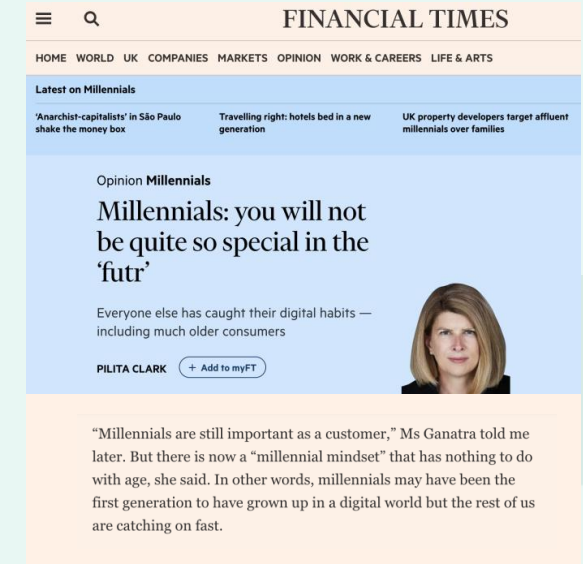 FINANCIAL TIMES
HOME WORLD UK COMPANIES MARKETS OPINION WORK & CAREERS LIFE & ARTS
Latest on Millennials
'Anarchist-capitalists' in São Paulo
shake the money box
Travelling right: hotels bed in a new
generation
UK property developers target affluent
millennials over families
Opinion Millennials
Millennials: you will not
be quite so special in the
‘futr’
Everyone else has caught their digital habits —
including much older consumers
PILITA CLARK + Add to myFT
“Millennials are still important as a customer,” Ms Ganatra told me
later. But there is now a “millennial mindset” that has nothing to do
with age, she said. In other words, millennials may have been the
first generation to have grown up in a digital world but the rest of us
are catching on fast.